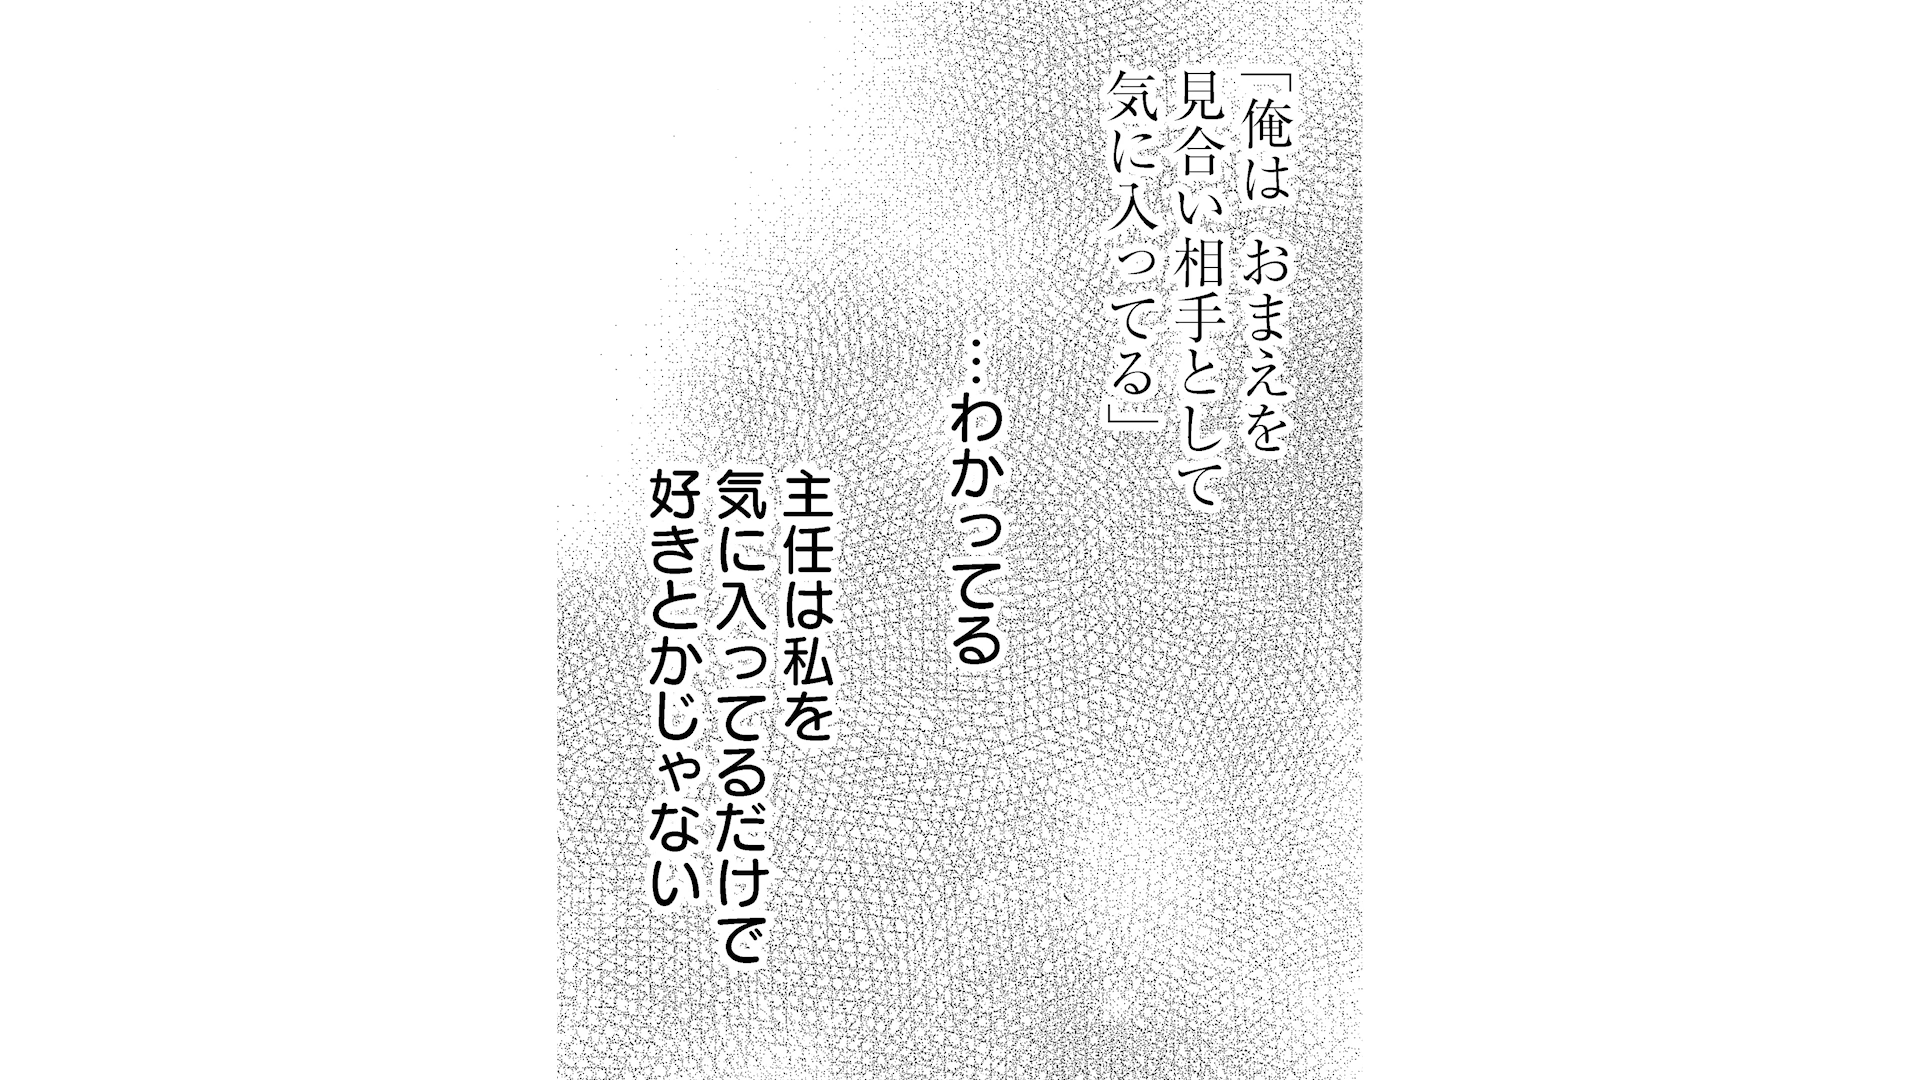 「俺は　おまえを
見合い相手として
気に入ってる」
…わかってる
主任は私を
気に入ってるだけで
好きとかじゃない